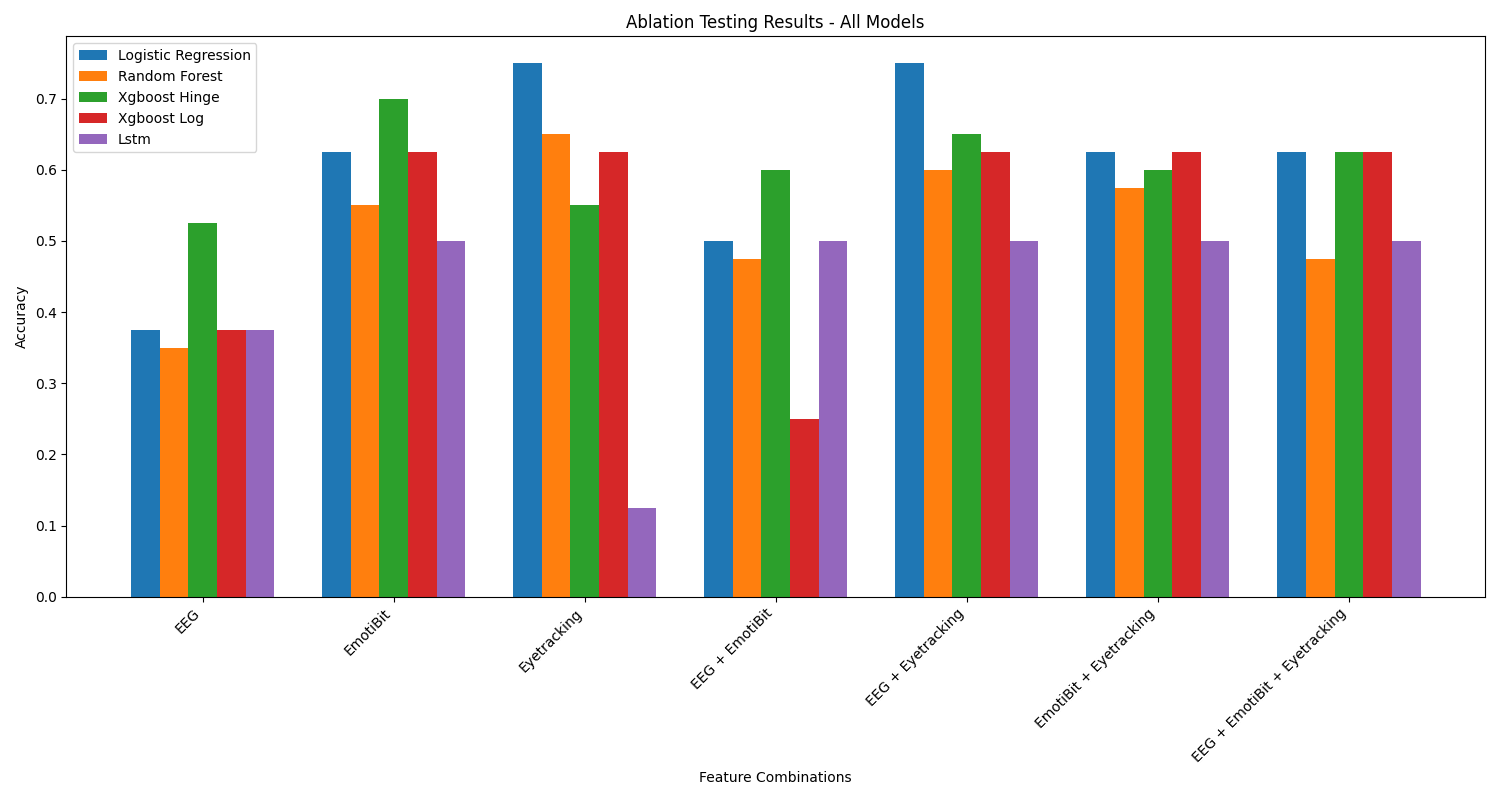 Ablation Testing Results - All Models
Logistic Regression
Random Forest
Xgboost Hinge
Xgboost Log
Lstm
Accuracy
0.7
0.6
0.5
0.4
0.3
0.2
0.1
0.0
EEG
EmotiBit
Eyetracking
EEG + EmotiBit
EEG + Eyetracking
EmotiBit + Eyetracking
EEG + EmotiBit + Eyetracking
Feature Combinations